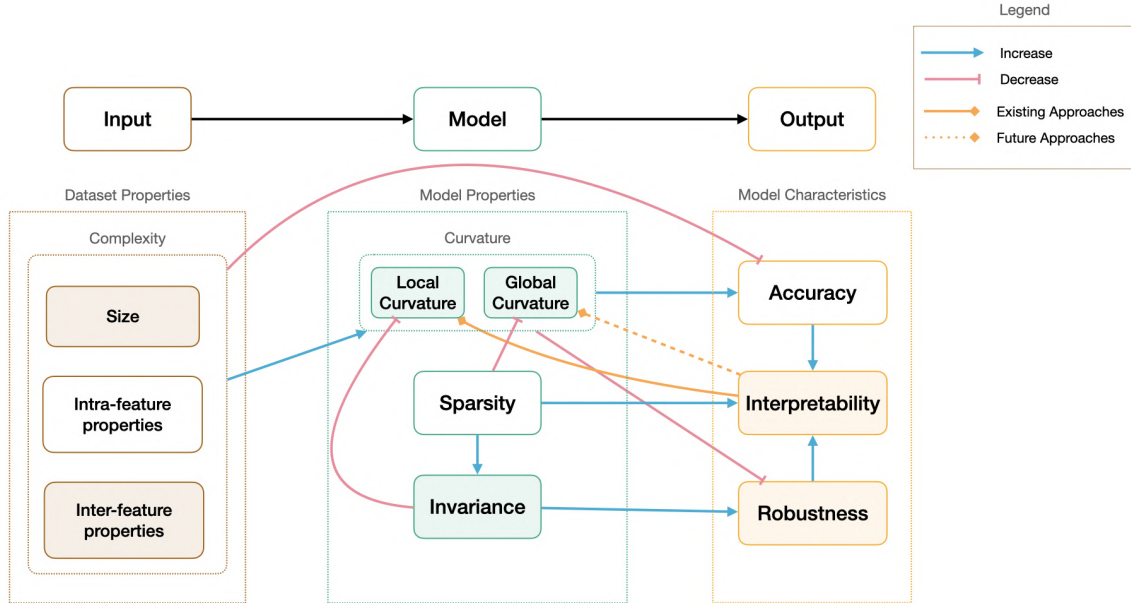 Legend
Increase
Decrease
Existing Approaches
Future Approaches
Input
Model
Output
Dataset Properties
Model Properties
Model Characteristics
Complexity
Size
Intra-feature
properties
Inter-feature
properties
Curvature
Local
Curvature
Global
Curvature
Sparsity
Invariance
Accuracy
Interpretability
Robustness